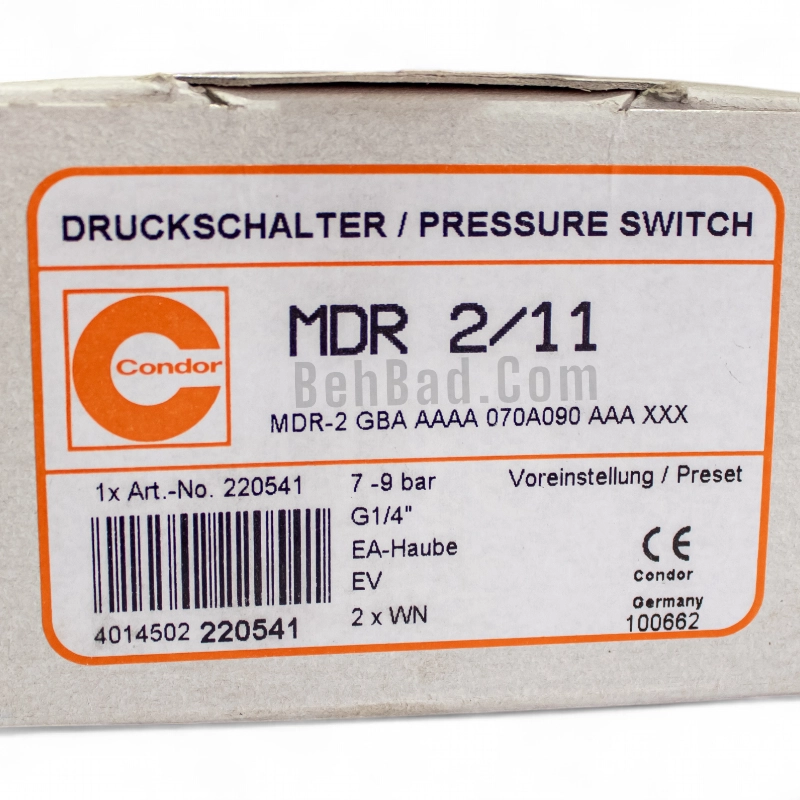 DRUCKSCHALTER / PRESSURE SWITCH
Condor
MDR 2/11
BehBad.Com
MDR-2 GBA AAAA 070A090 AAA XXX
1x Art.-No. 220541
7 -9 bar
Voreinstellung / Preset
G1/4"
EA-Haube
EV
2 x WN
4014502 220541
CE
Condor
Germany
100662